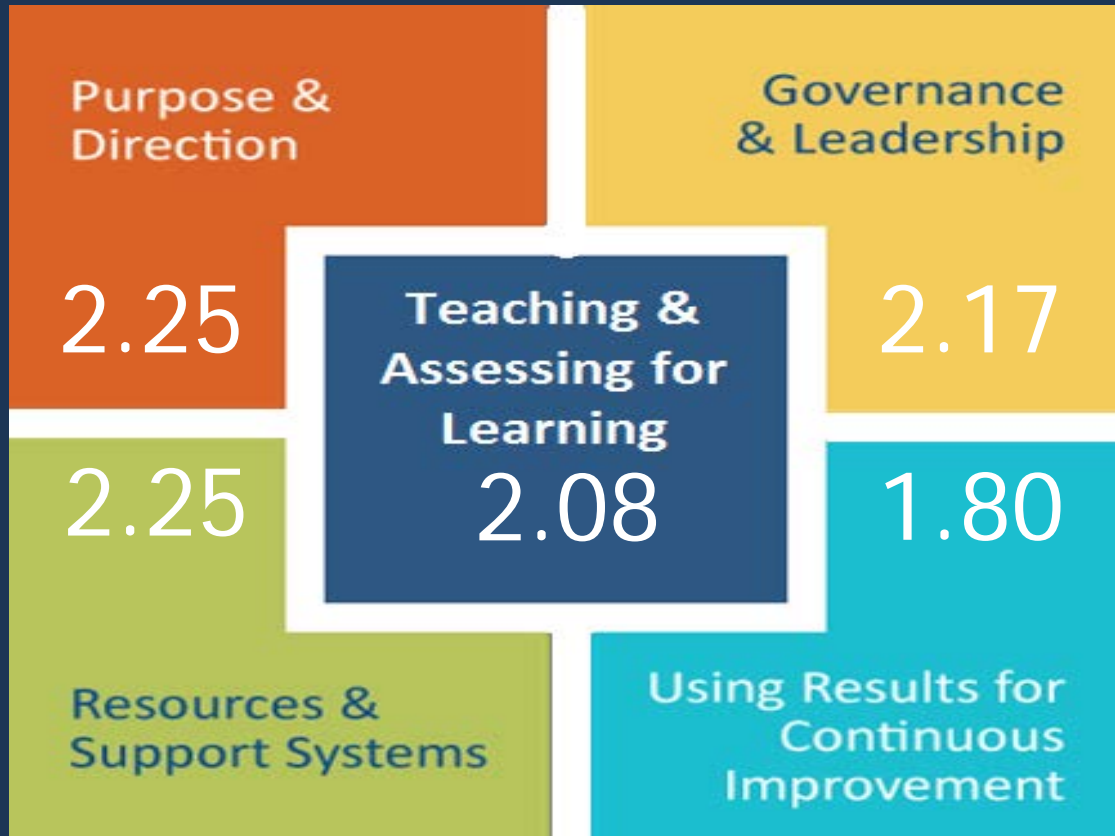 Purpose &
Direction
2.25
Governance
& Leadership
2.17
Teaching &
Assessing for
Learning
2.08
2.25
Resources &
Support Systems
1.80
Using Results for
Continuous
Improvement